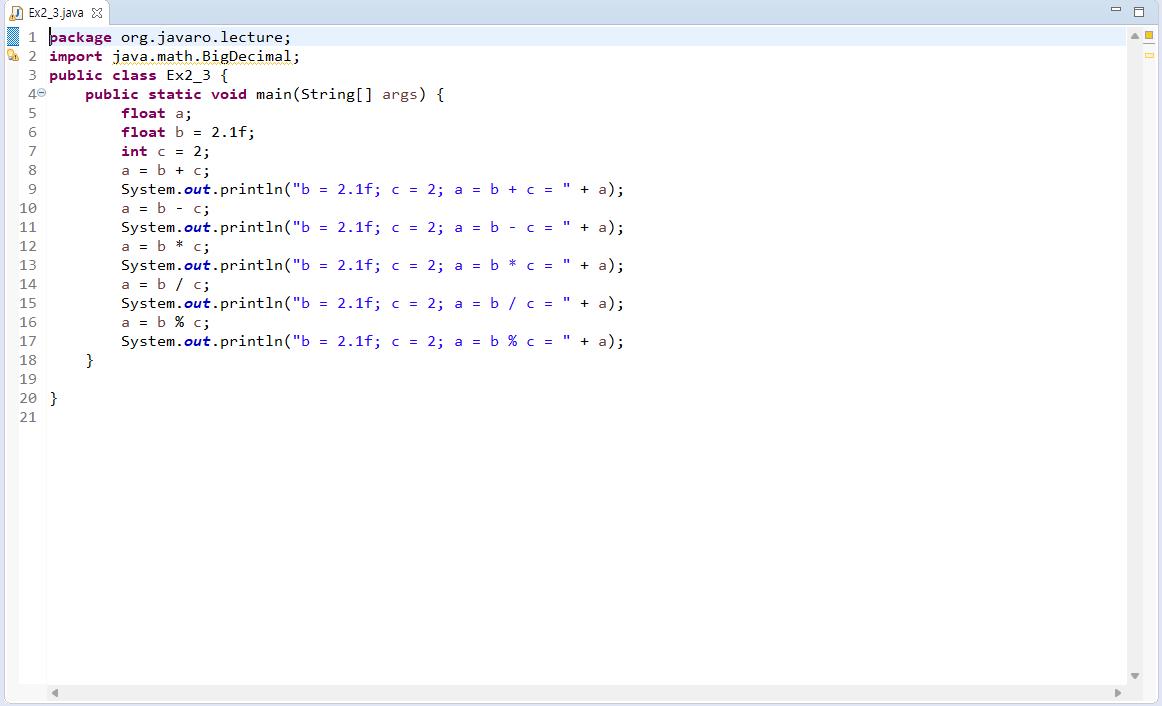 Ex2_3.java
1 package org.javaro.lecture;
2 import java.math.BigDecimal;
3 public class Ex2_3 {
4 public static void main(String[] args) {
5 float a;
6 float b = 2.1f;
7 int c = 2;
8 a = b + c;
9 System.out.println("b = 2.1f; c = 2; a = b + c = " + a);
10 a = b - c;
11 System.out.println("b = 2.1f; c = 2; a = b - c = " + a);
12 a = b * c;
13 System.out.println("b = 2.1f; c = 2; a = b * c = " + a);
14 a = b / c;
15 System.out.println("b = 2.1f; c = 2; a = b / c = " + a);
16 a = b % c;
17 System.out.println("b = 2.1f; c = 2; a = b % c = " + a);
18 }
19
20 }
21